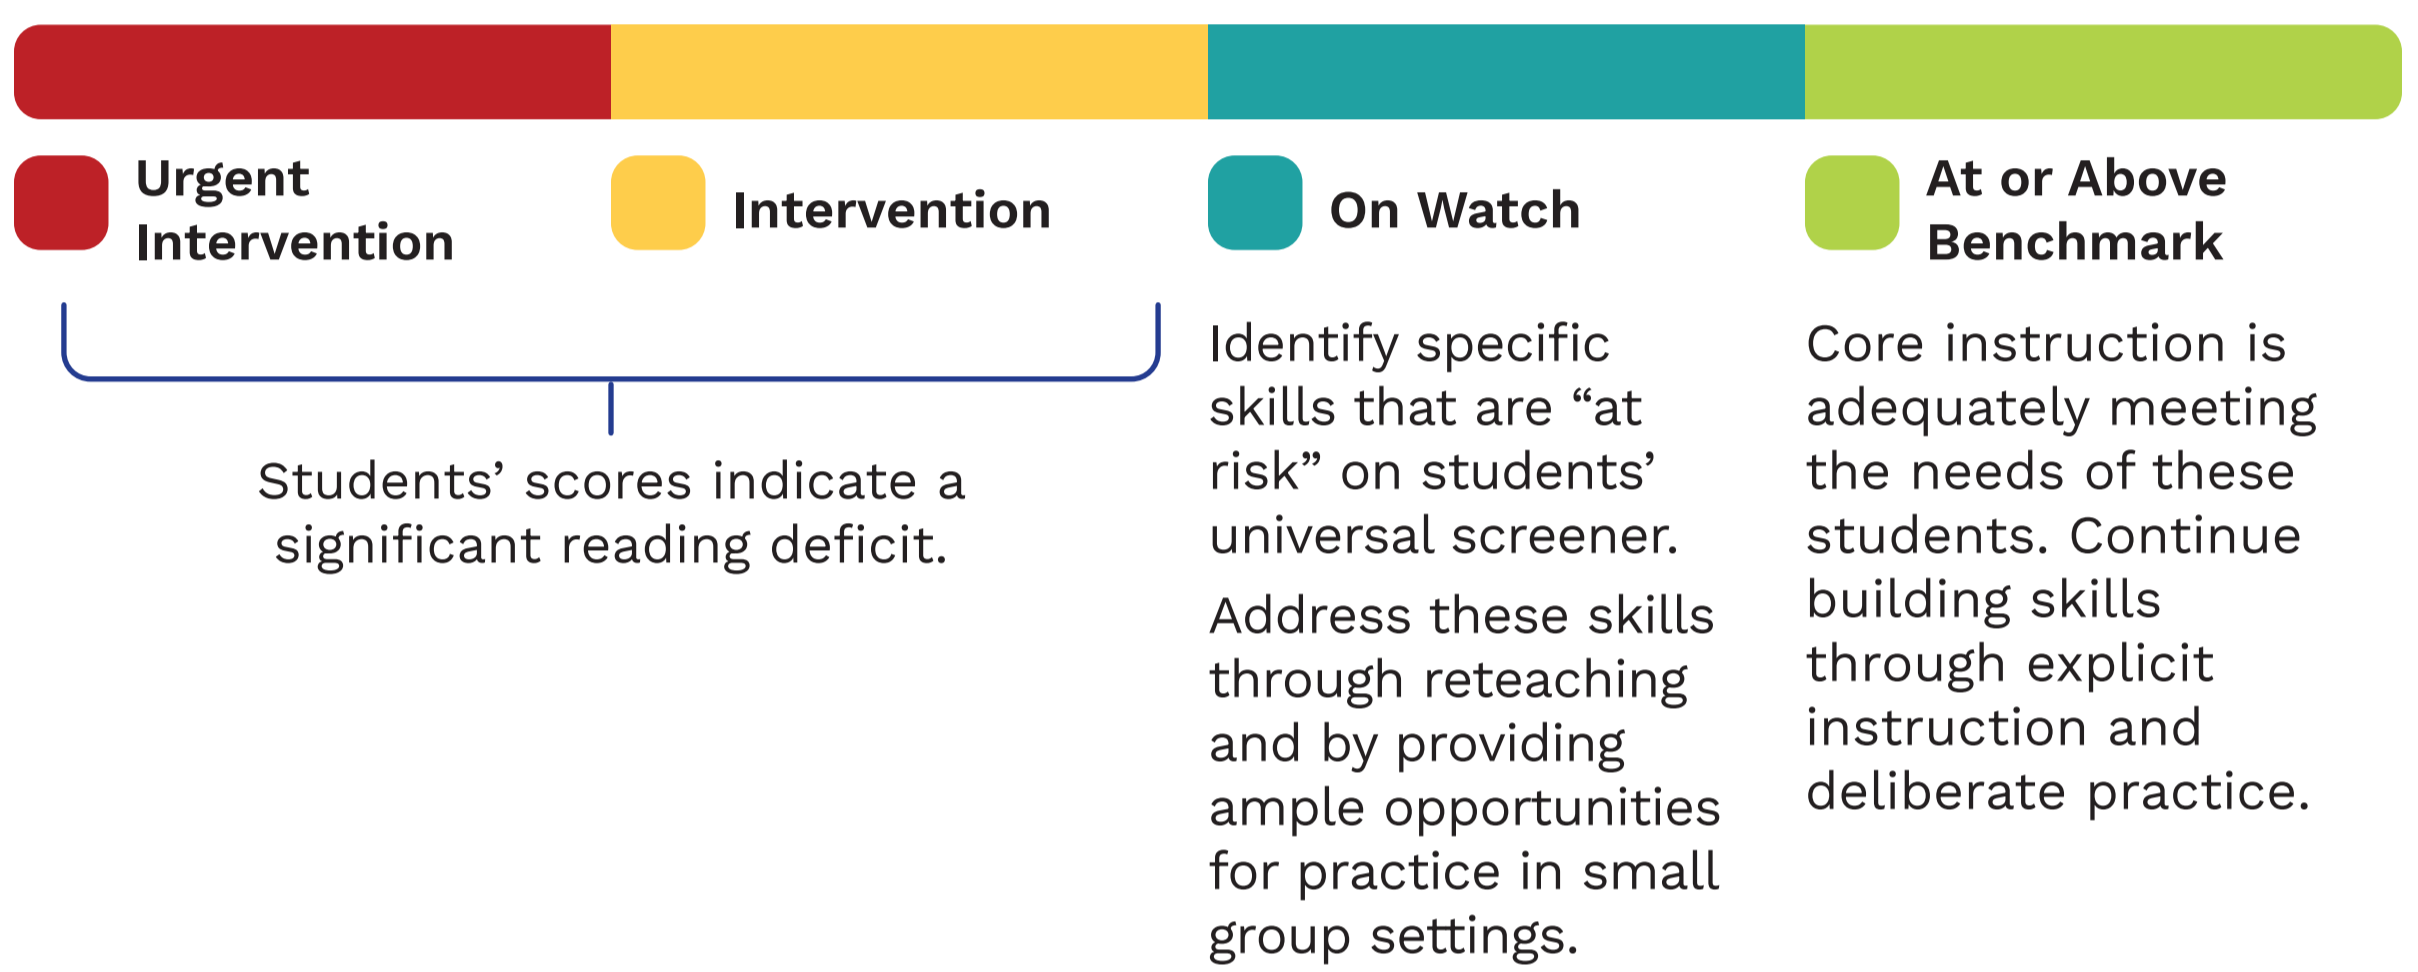 Urgent
Intervention
Intervention
On Watch
At or Above
Benchmark
Students’ scores indicate a
significant reading deficit.
Identify specific
skills that are “at
risk” on students’
universal screener.
Address these skills
through reteaching
and by providing
ample opportunities
for practice in small
group settings.
Core instruction is
adequately meeting
the needs of these
students. Continue
building skills
through explicit
instruction and
deliberate practice.